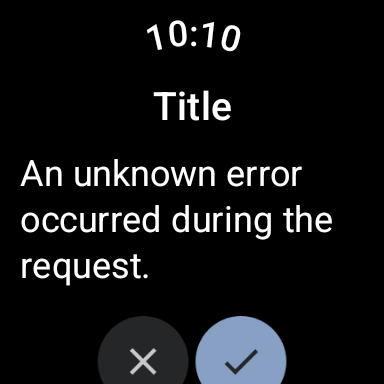 10:10
Title
An unknown error
occurred during the
request.